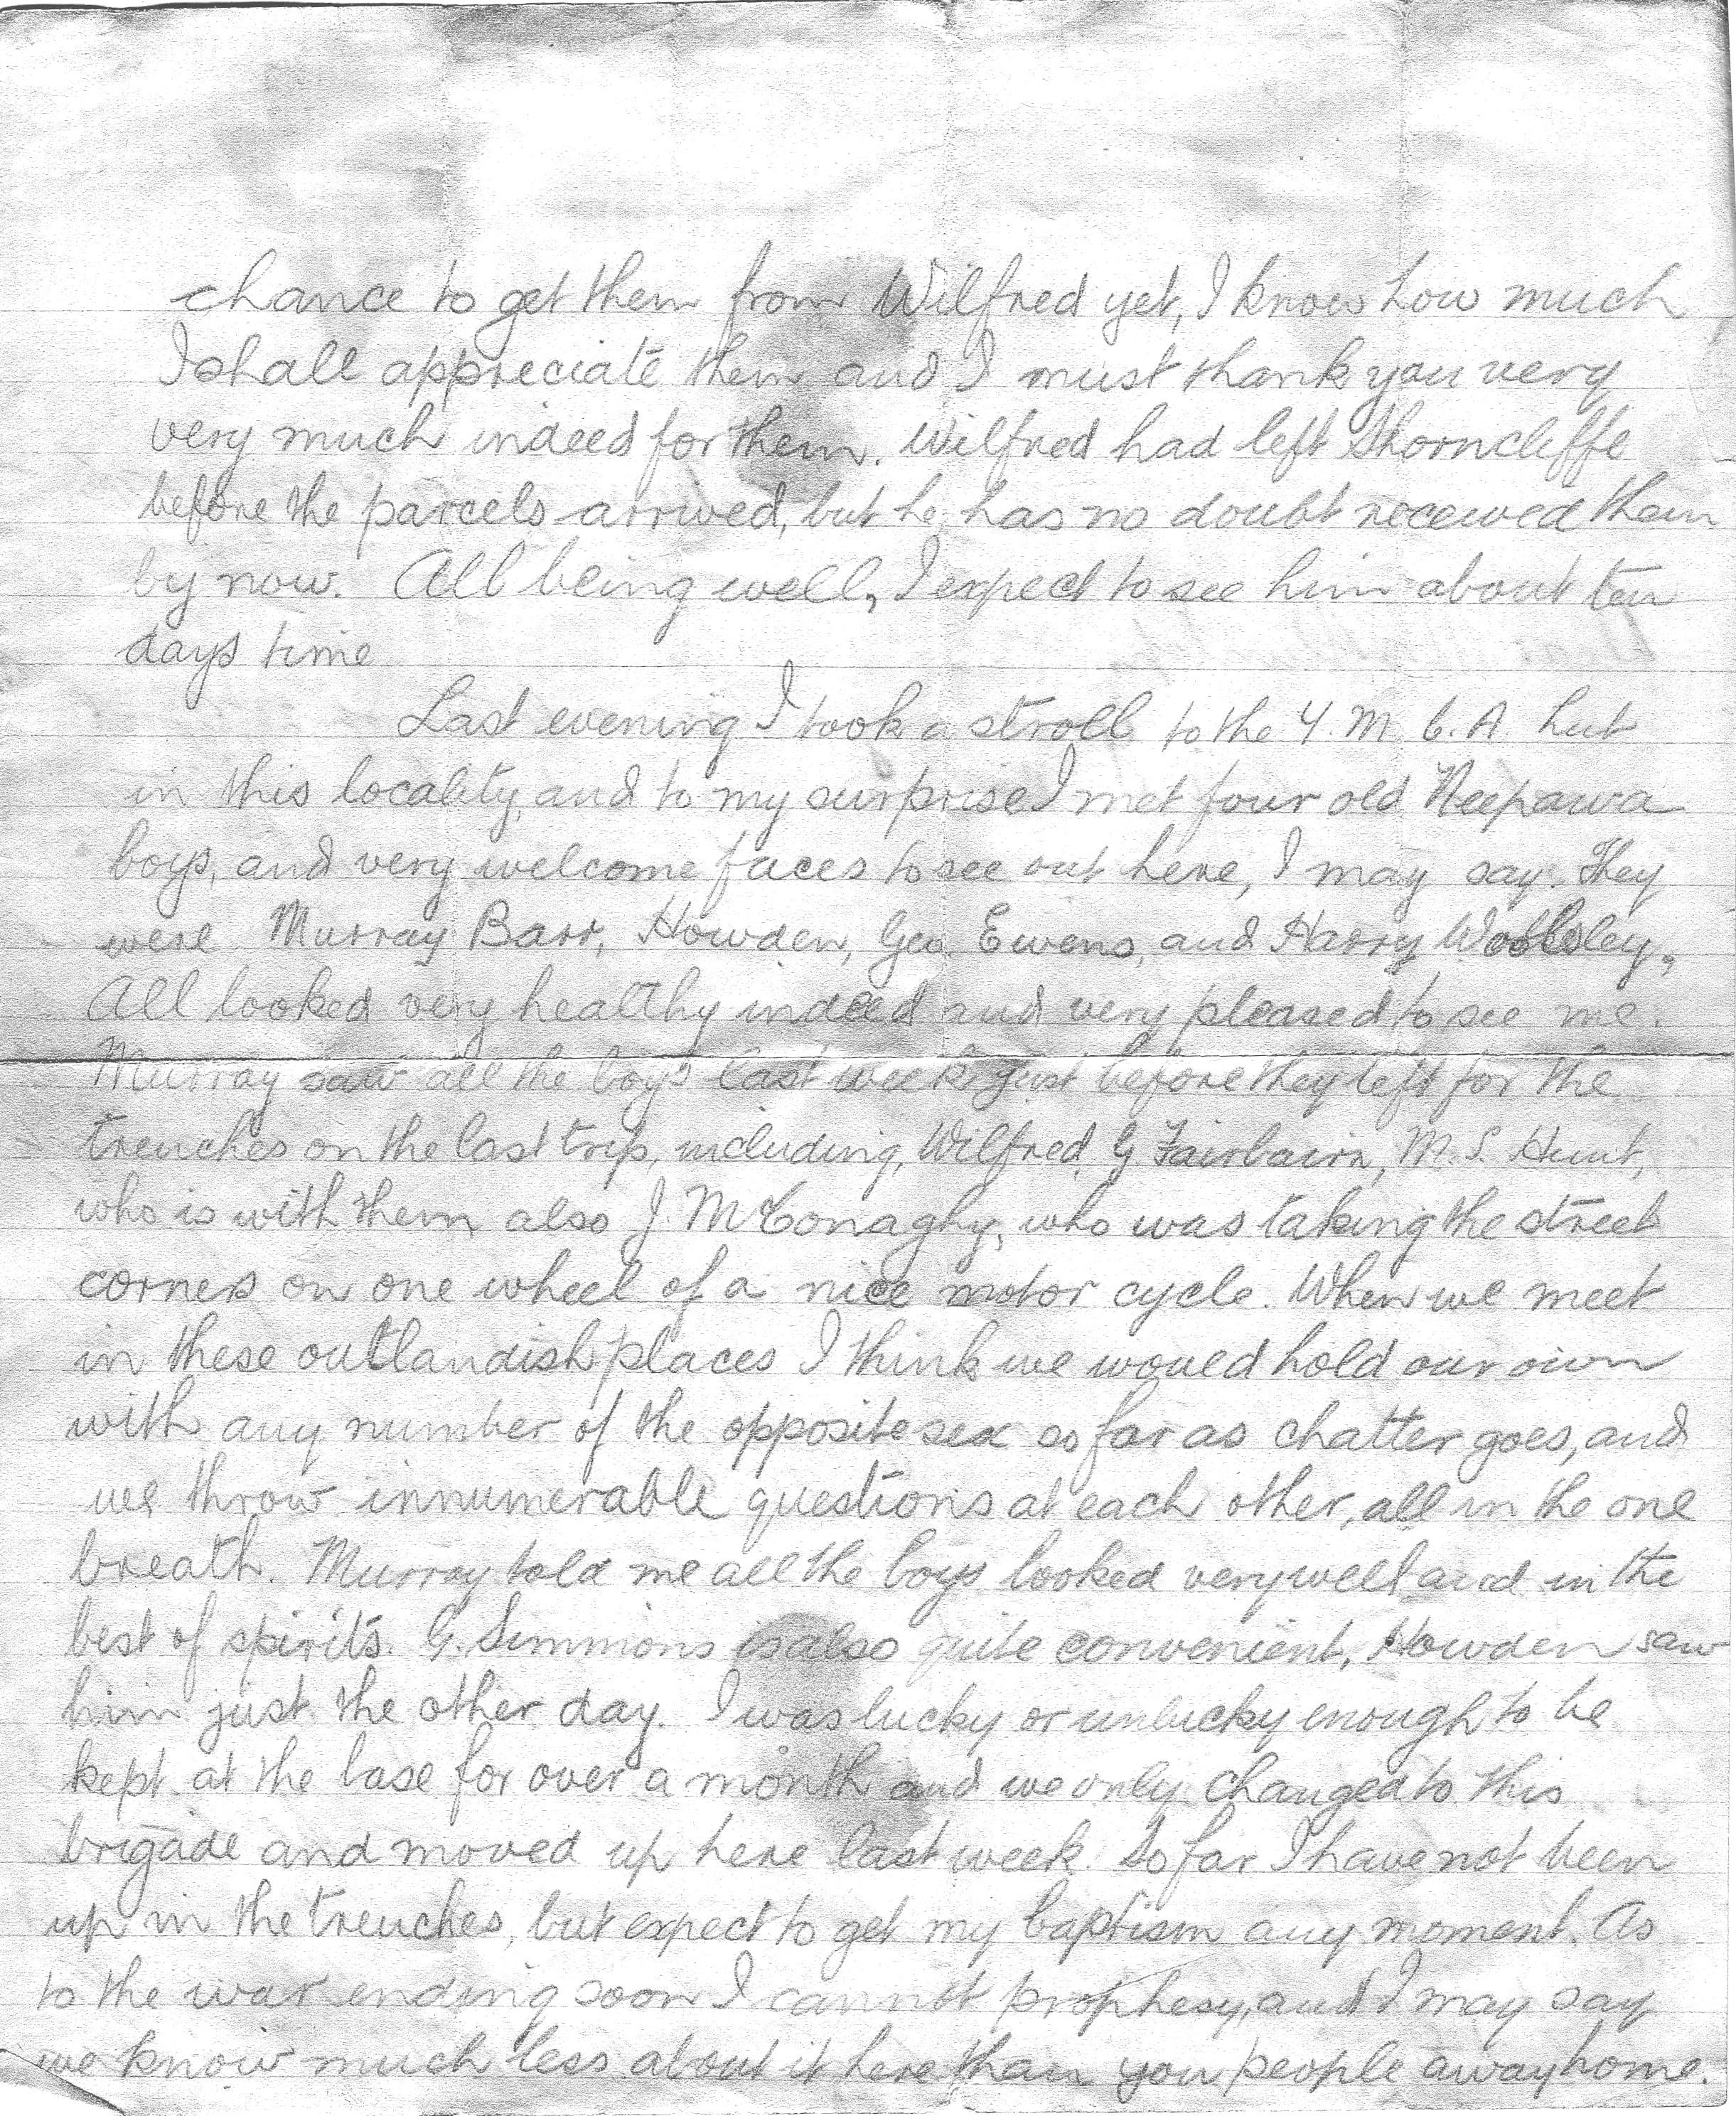 chance to get them from Wilfred yet, I know how much
I shall appreciate them and I must thank you very
very much indeed for them. Wilfred had left Shorncliffe
before the parcels arrived, but he has no doubt received them
by now. All being well, I expect to see him about ten
days time
Last evening I took a stroll to the Y. M. C. A. hut
in this locality, and to my surprise I met four old Neepawa
boys, and very welcome faces to see out here, I may say. They
were Murray Barr, Howden, Geo. Ewens, and Harry Woolsley,
All looked very healthy indeed and very pleased to see me.
Murray saw all the boys last week just before they left for the
trenches on the last trip, including, Wilfred, G Fairbairn, M. S. Hunt,
who is with them also J. McConaghy, who was taking the street
corners on one wheel of a nice motor cycle. When we meet
in these outlandish places I think we would hold our own
with any number of the opposite sex as far as chatter goes, and
we throw innumerable questions at each other, all in the one
breath. Murray told me all the boys looked very well and in the
best of spirits. G. Simmions is also quite convenient, Howden saw
him just the other day. I was lucky or unlucky enough to be
kept at the base for over a month and we only changed to this
brigade and moved up here last week. So far I have not been
up in the trenches, but expect to get my baptism any moment. As
to the war ending soon I cannot prophesy, and I may say
we know much less about it here than you people away home.